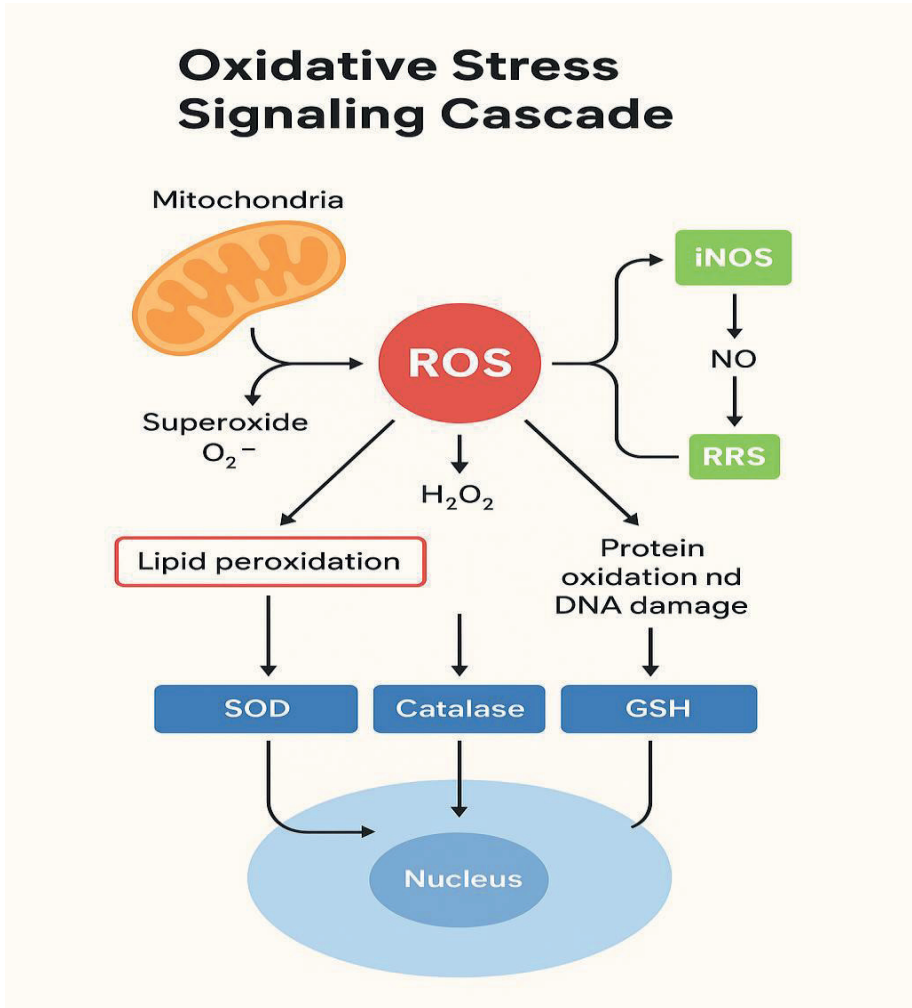 Oxidative Stress
Signaling Cascade
Mitochondria
iNOS
ROS
NO
Superoxide
O₂⁻
RRS
H₂O₂
Lipid peroxidation
Protein
oxidation nd
DNA damage
SOD
Catalase
GSH
Nucleus